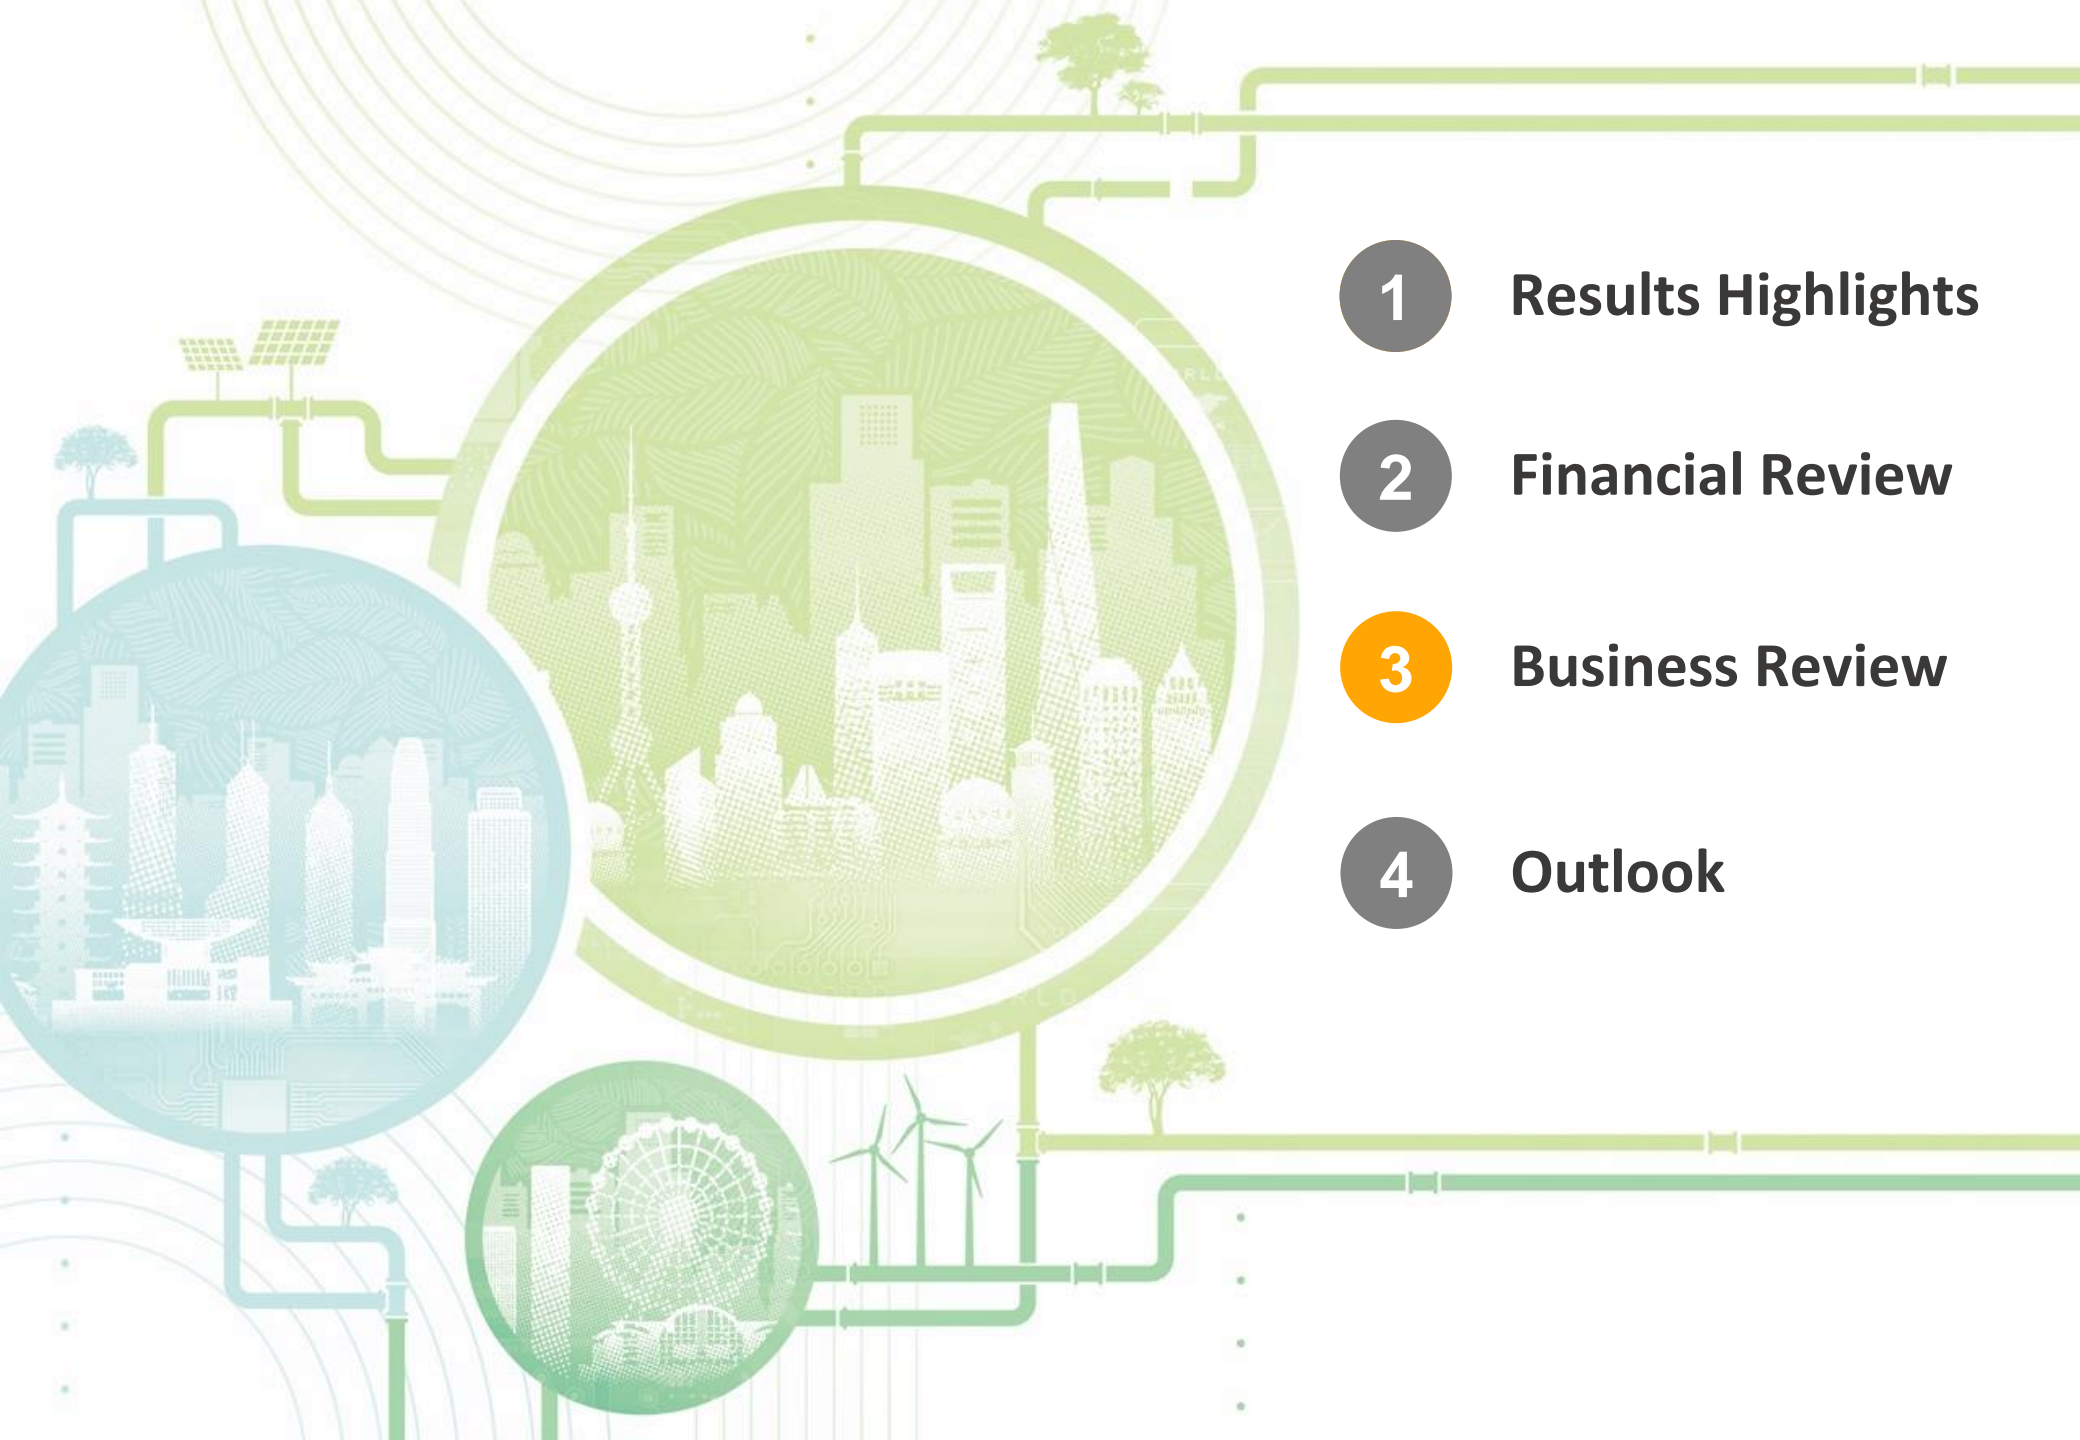 1 Results Highlights
2 Financial Review
3 Business Review
4 Outlook